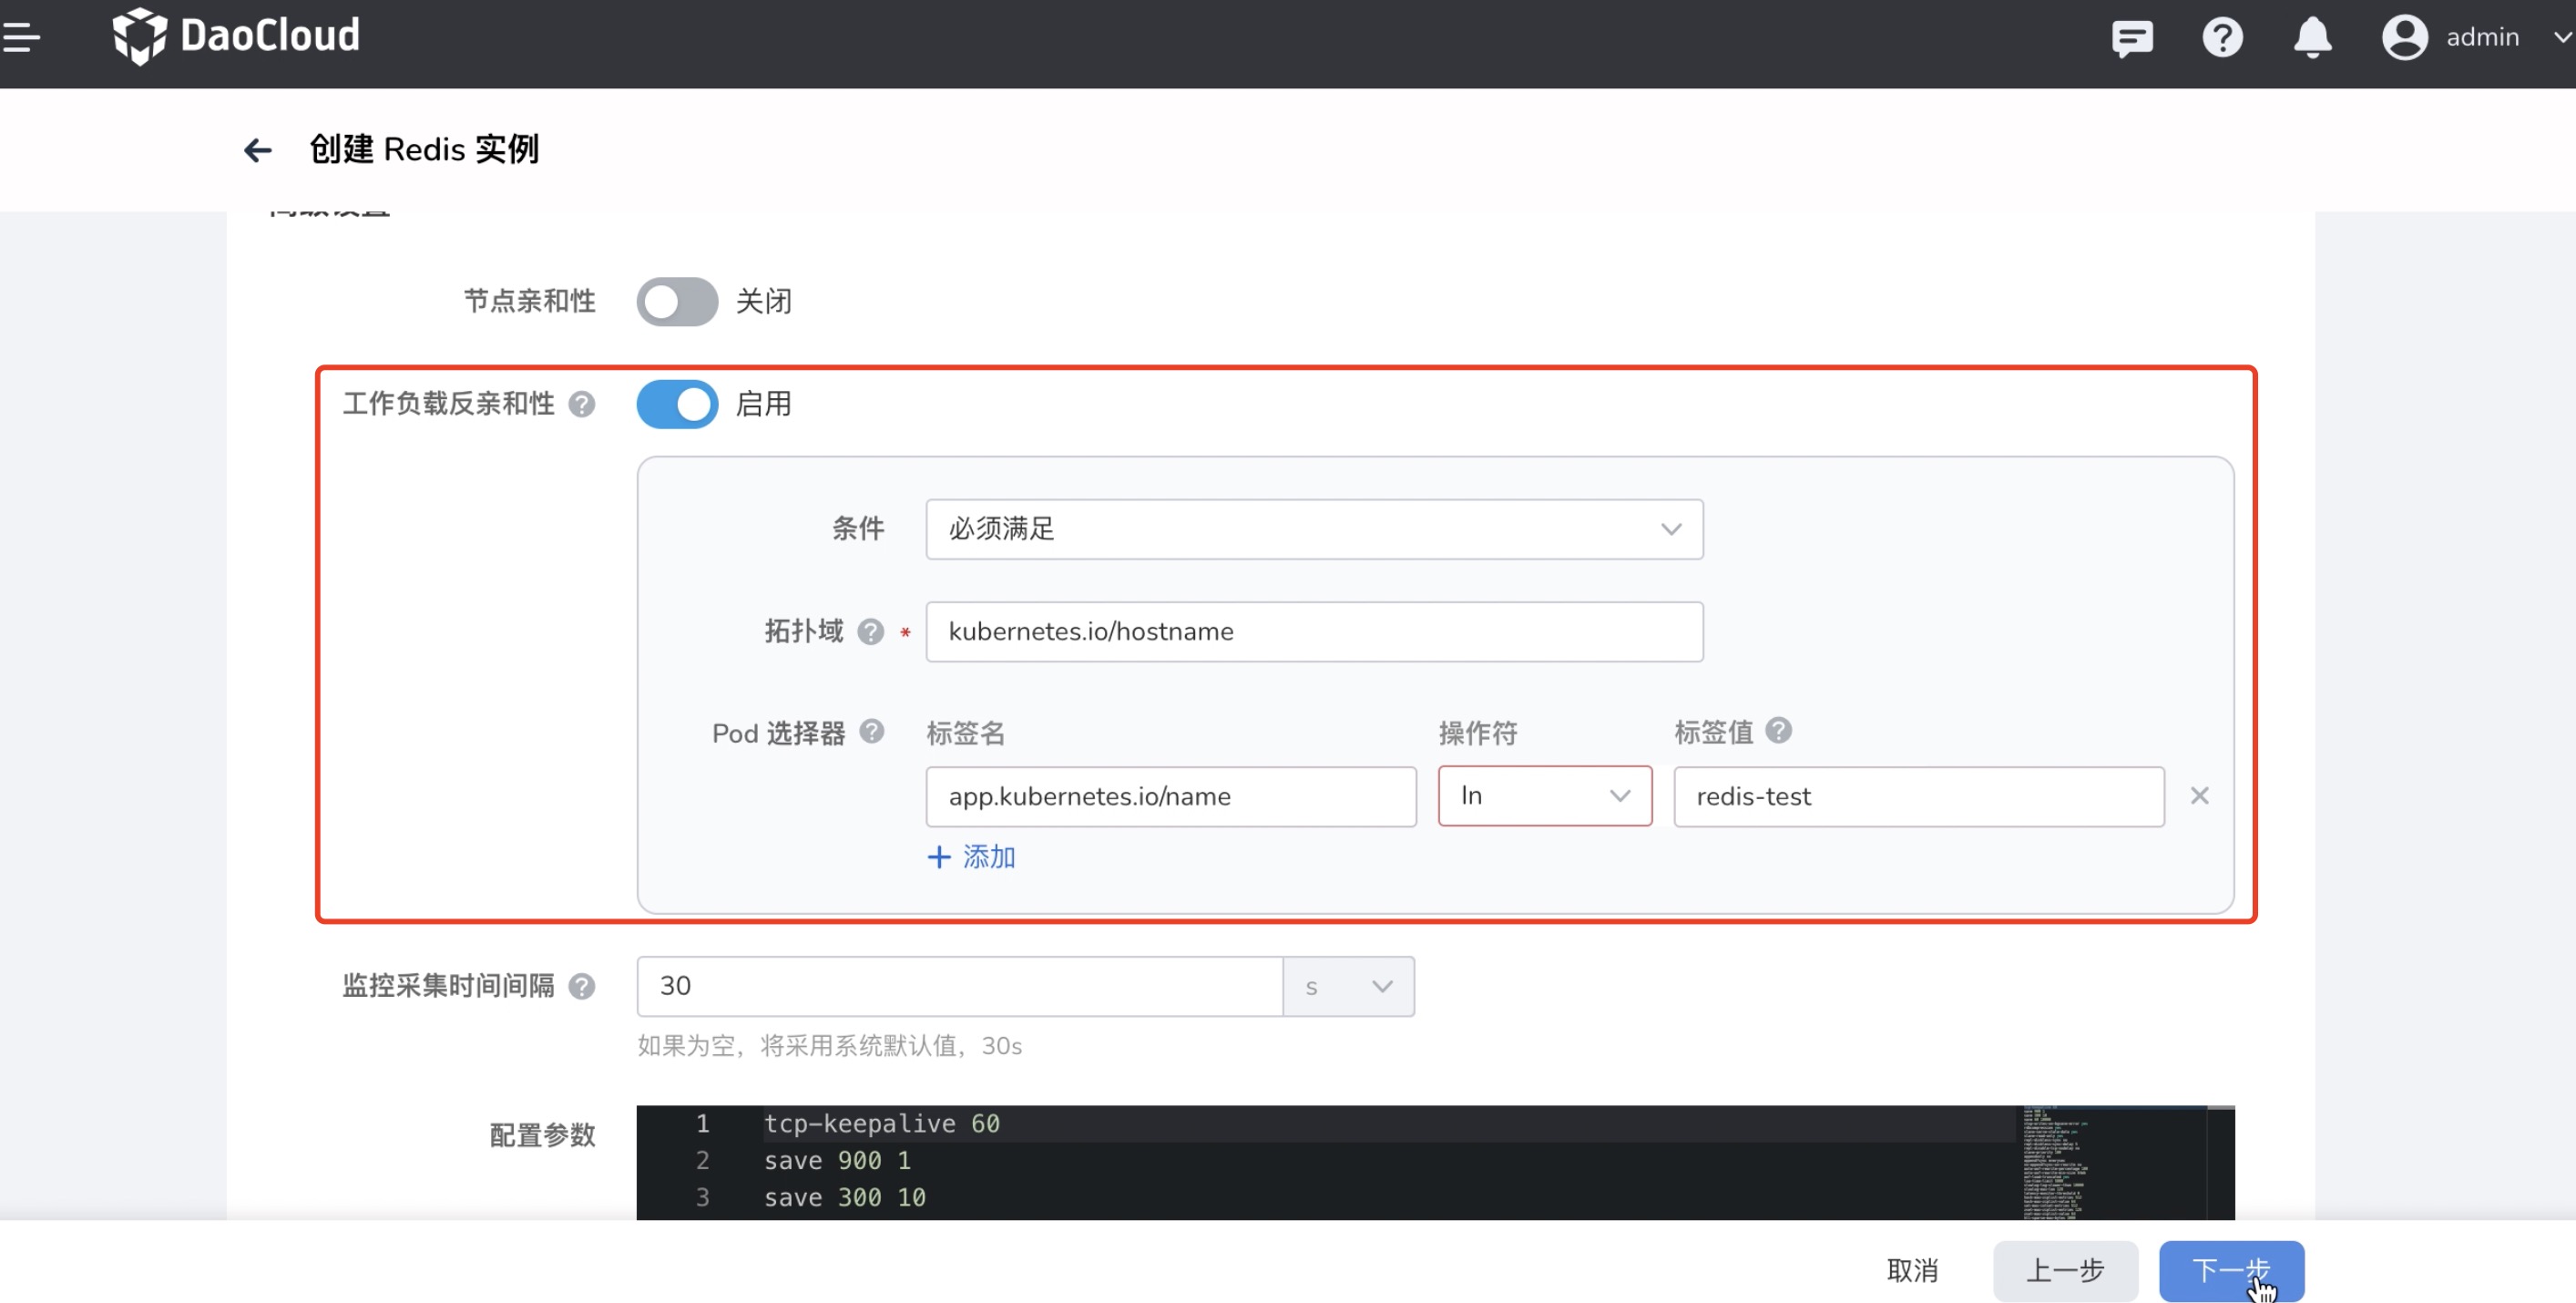 DaoCloud
admin
创建 Redis 实例
高级设置
节点亲和性 关闭
工作负载反亲和性 启用
条件 必须满足
拓扑域 * kubernetes.io/hostname
Pod 选择器 标签名 操作符 标签值
app.kubernetes.io/name In redis-test
+ 添加
监控采集时间间隔 30 s
如果为空，将采用系统默认值，30s
配置参数
1 tcp-keepalive 60
2 save 900 1
3 save 300 10
取消 上一步 下一步